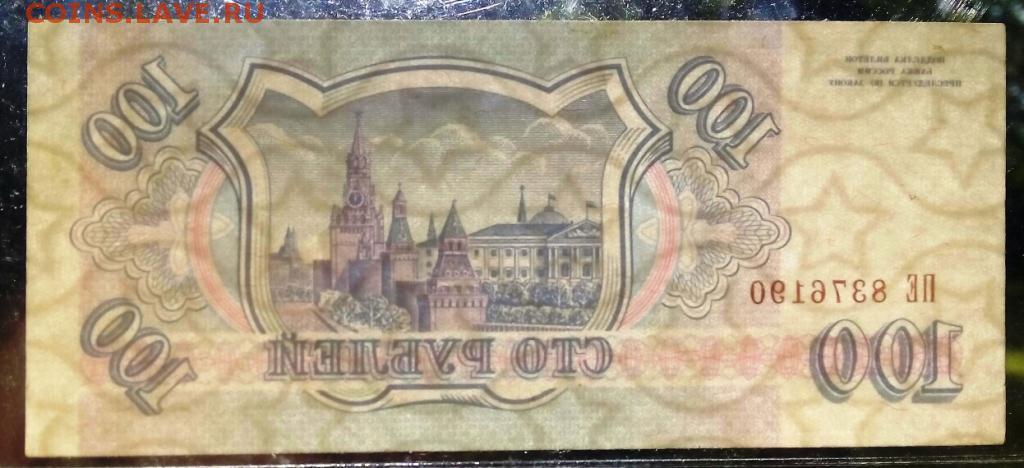 COINS.LAVE.RU
100
100
ПОДДЕЛКА БИЛЕТОВ
БАНКА РОССИИ
ПРЕСЛЕДУЕТСЯ ПО ЗАКОНУ
ПЕ 8376190
100
100
СТО РУБЛЕЙ